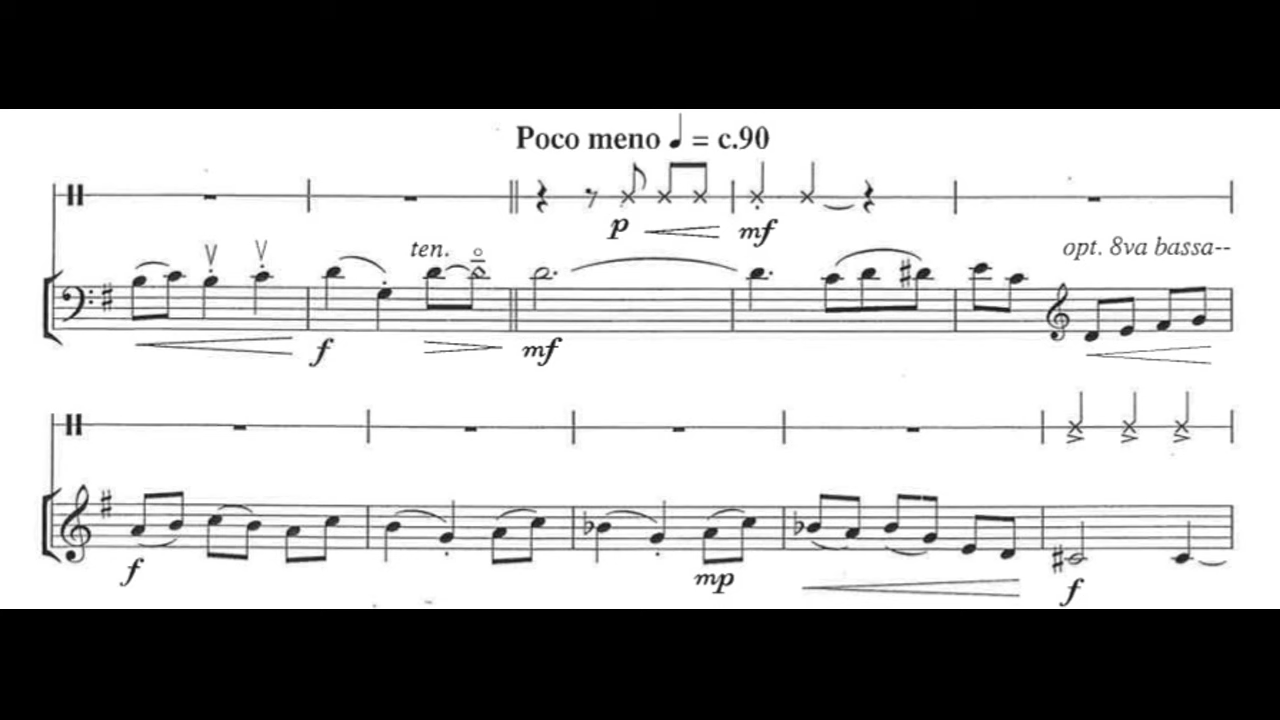 Poco meno ♩ = c.90
p mf
ten. opt. 8va bassa--
f mf
f mp f